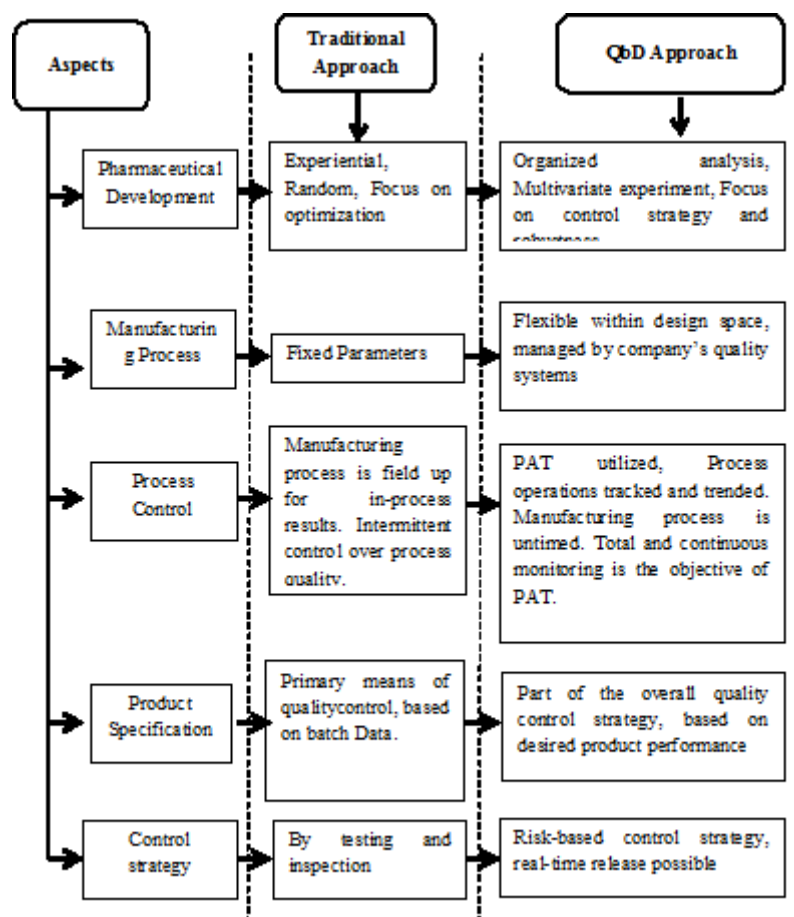 Aspects
Traditional
Approach
QbD Approach
Pharmaceutical
Development
Experiential,
Random, Focus on
optimization
Organized analysis,
Multivariate experiment, Focus
on control strategy and
robustness
Manufacturin
g Process
Fixed Parameters
Flexible within design space,
managed by company’s quality
systems
Process
Control
Manufacturing
process is field up
for in-process
results. Intermittent
control over process
quality.
PAT utilized, Process
operations tracked and trended.
Manufacturing process is
untimed. Total and continuous
monitoring is the objective of
PAT.
Product
Specification
Primary means of
qualitycontrol, based
on batch Data.
Part of the overall quality
control strategy, based on
desired product performance
Control
strategy
By testing and
inspection
Risk-based control strategy,
real-time release possible